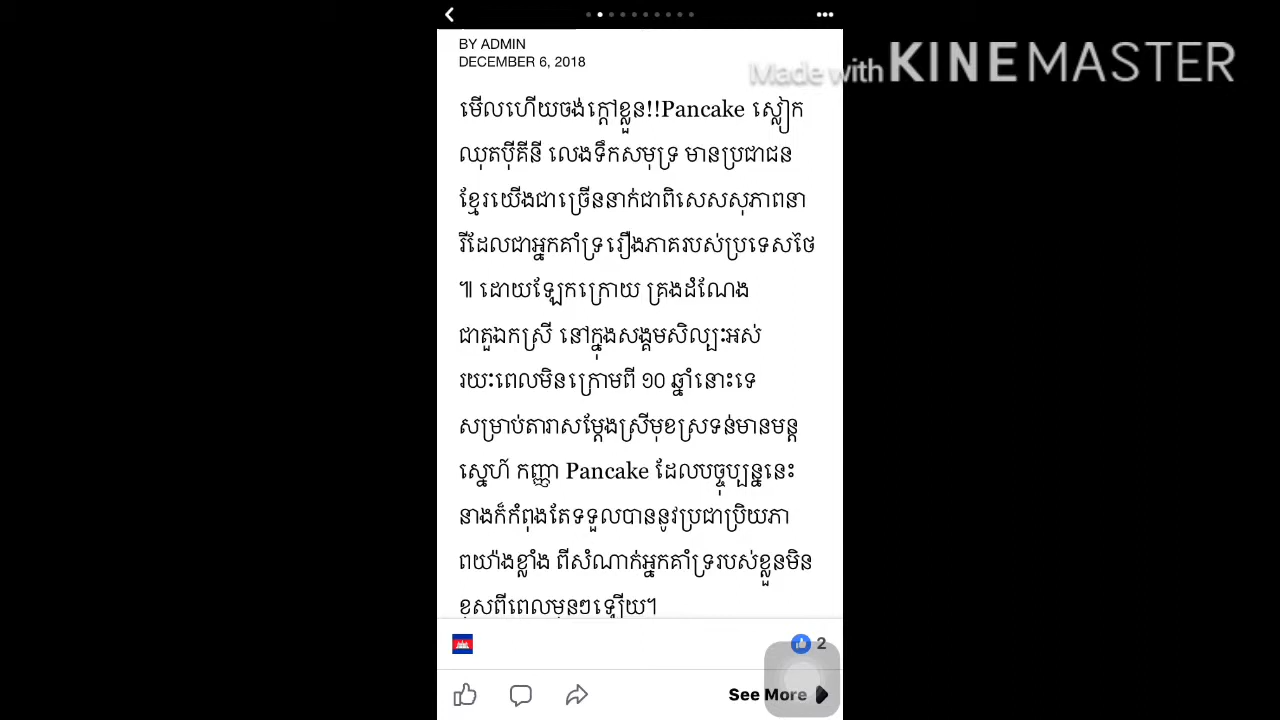 BY ADMIN
DECEMBER 6, 2018
Made with KINEMASTER
មើលហើយចង់ក្ដៅខ្លួន!!Pancake ស្លៀក
ឈុតប៊ីគីនី លេងទឹកសមុទ្រ មានប្រជាជន
ខ្មែរយើងជាច្រើននាក់ជាពិសេសសុភាពនា
រីដែលជាអ្នកគាំទ្ររឿងភាគរបស់ប្រទេសថៃ
៕ ដោយឡែកក្រោយ គ្រងដំណែង
ជាតួឯកស្រី នៅក្នុងសង្គមសិល្បះអស់
រយះពេលមិនក្រោមពី ១០ ឆ្នាំនោះទេ
សម្រាប់តារាសម្ដែងស្រីមុខស្រទន់មានមន្ត
ស្នេហ៍ កញ្ញា Pancake ដែលបច្ចុប្បន្ននេះ
នាងក៏កំពុងតែទទួលបាននូវប្រជាប្រិយភា
ពយ៉ាងខ្លាំង ពីសំណាក់អ្នកគាំទ្ររបស់ខ្លួនមិន
ខុសពីពេលមុនៗឡើយ។
2
See More